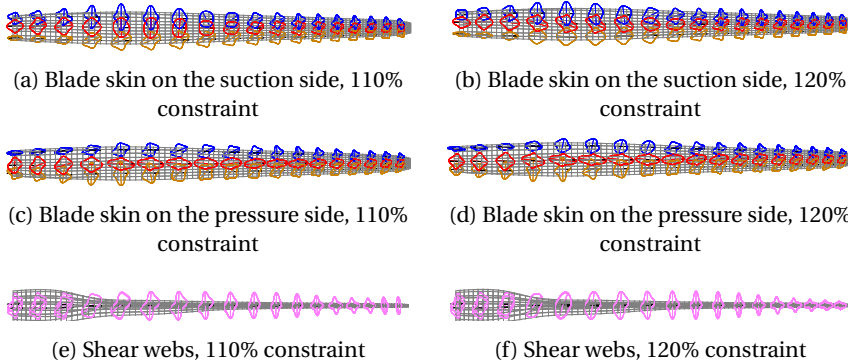 (a) Blade skin on the suction side, 110%
constraint
(b) Blade skin on the suction side, 120%
constraint
(c) Blade skin on the pressure side, 110%
constraint
(d) Blade skin on the pressure side, 120%
constraint
(e) Shear webs, 110% constraint
(f) Shear webs, 120% constraint